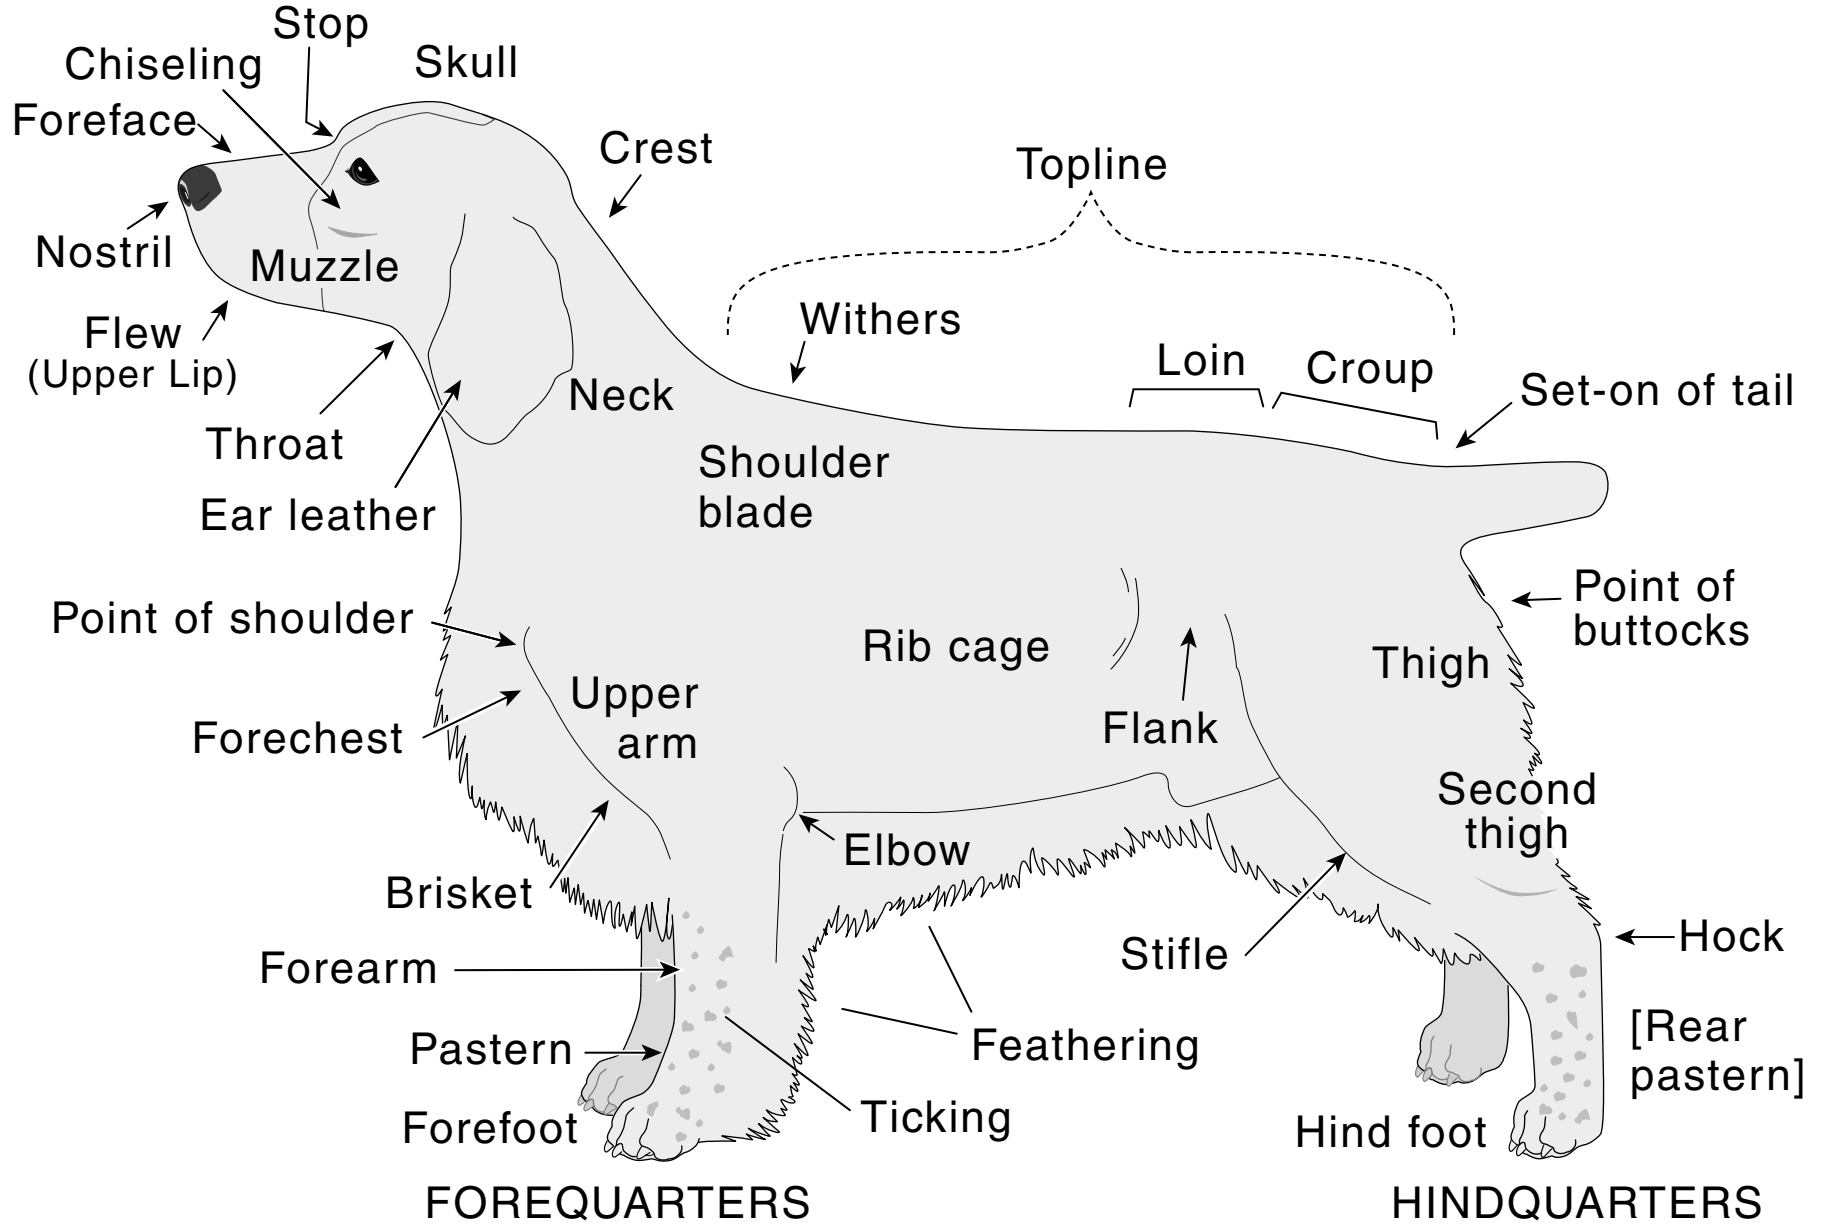 Stop
Chiseling
Skull
Foreface
Crest
Topline
Nostril
Muzzle
Flew
(Upper Lip)
Withers
Loin
Croup
Set-on of tail
Neck
Throat
Shoulder
blade
Ear leather
Point of shoulder
Point of
buttocks
Rib cage
Thigh
Upper
arm
Forechest
Flank
Second
thigh
Elbow
Brisket
Hock
Stifle
Forearm
[Rear
pastern]
Feathering
Pastern
Ticking
Forefoot
Hind foot
FOREQUARTERS
HINDQUARTERS